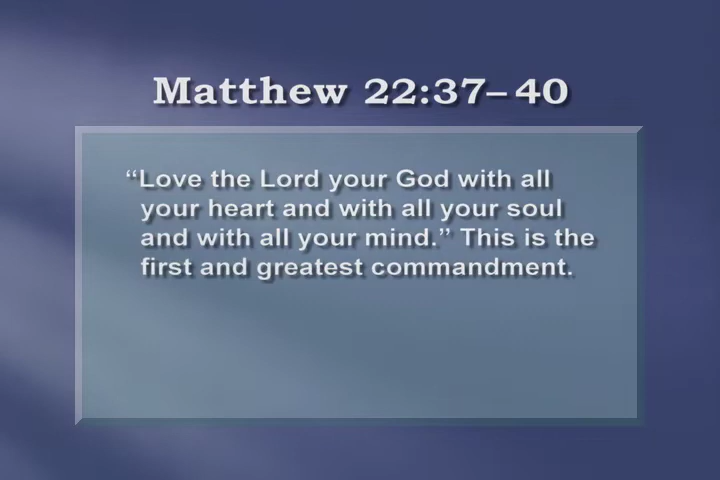 Matthew 22:37–40
“Love the Lord your God with all
your heart and with all your soul
and with all your mind.” This is the
first and greatest commandment.